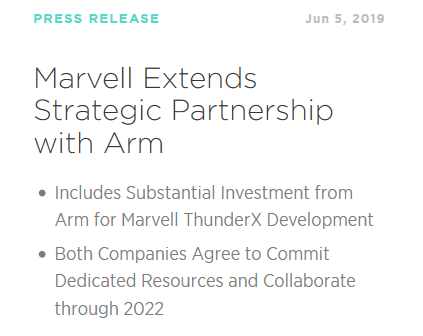 PRESS RELEASE Jun 5, 2019
Marvell Extends
Strategic Partnership
with Arm
• Includes Substantial Investment from
Arm for Marvell ThunderX Development
• Both Companies Agree to Commit
Dedicated Resources and Collaborate
through 2022